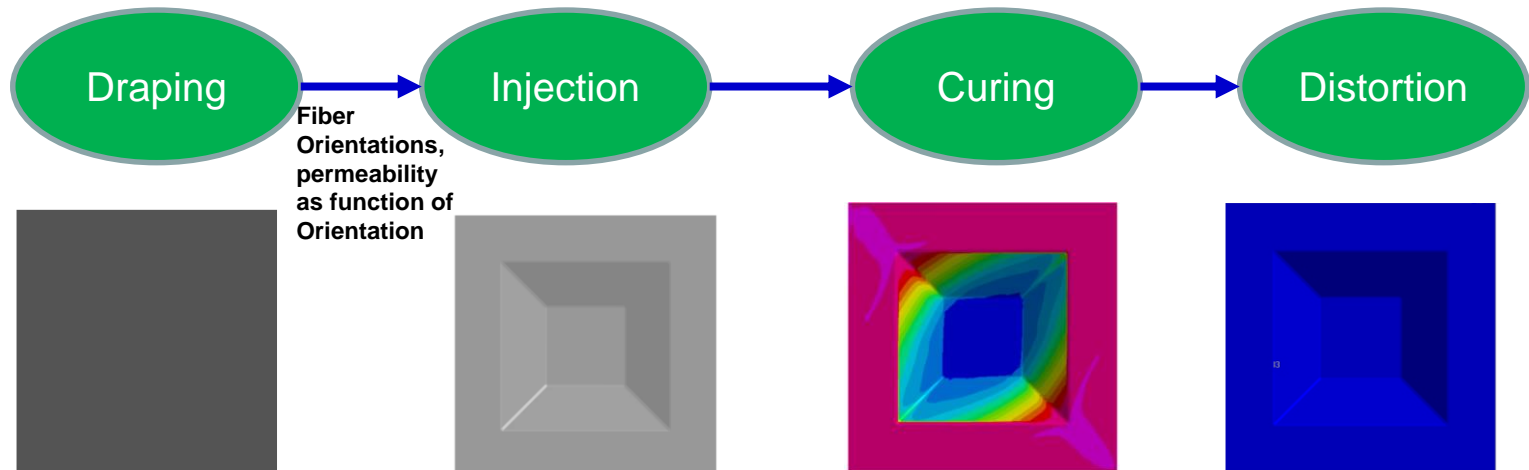 Draping
Injection
Curing
Distortion
Fiber
Orientations,
permeability
as function of
Orientation